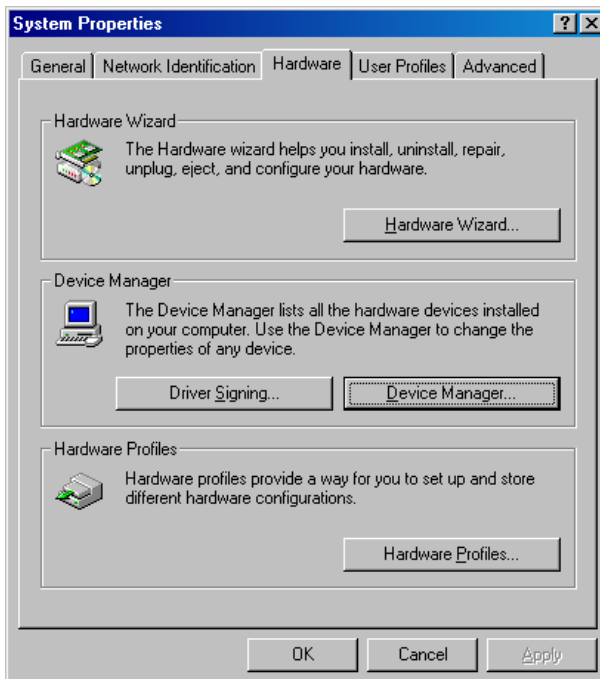 System Properties
General Network Identification Hardware User Profiles Advanced
Hardware Wizard
The Hardware wizard helps you install, uninstall, repair,
unplug, eject, and configure your hardware.
Hardware Wizard...
Device Manager
The Device Manager lists all the hardware devices installed
on your computer. Use the Device Manager to change the
properties of any device.
Driver Signing... Device Manager...
Hardware Profiles
Hardware profiles provide a way for you to set up and store
different hardware configurations.
Hardware Profiles...
OK Cancel Apply